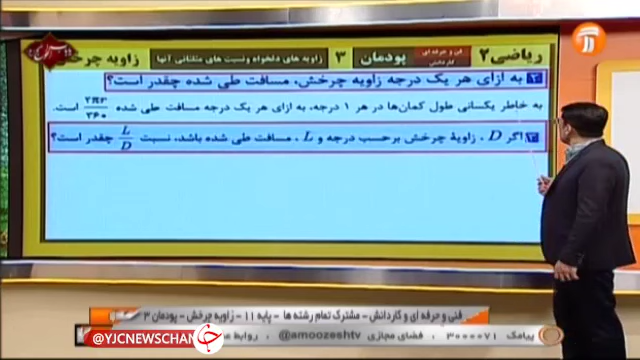 ریاضی۲ فنی و حرفه ای کاردانش پودمان ۳ زاویه های دلخواه ونسبت های مثلثاتی آنها زاویه چرخش
۲ به ازای هر یک درجه زاویه چرخش، مسافت طی شده چقدر است؟
به خاطر یکسانی طول کمان‌ها در هر ۱ درجه، به ازای هر یک درجه مسافت طی شده ۲πr/۳۶۰ است.
۳ اگر D ، زاویهٔ چرخش برحسب درجه و L ، مسافت طی شده باشد، نسبت L/D چقدر است؟
فنی و حرفه ای و کاردانش - مشترک تمام رشته ها - پایه ۱۱ - زاویه چرخش - پودمان ۳
پیامک ۳۰۰۰۰۷۱ فضای مجازی @amoozeshtv روابط
@YJCNEWSCHAN